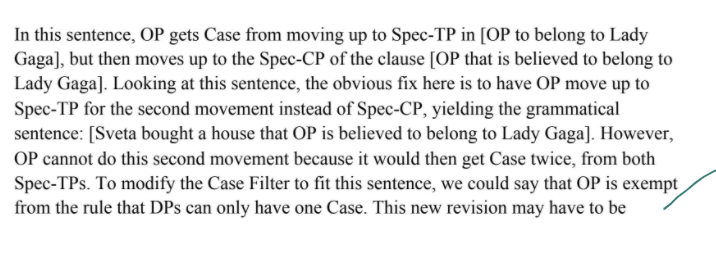 In this sentence, OP gets Case from moving up to Spec-TP in [OP to belong to Lady
Gaga], but then moves up to the Spec-CP of the clause [OP that is believed to belong to
Lady Gaga]. Looking at this sentence, the obvious fix here is to have OP move up to
Spec-TP for the second movement instead of Spec-CP, yielding the grammatical
sentence: [Sveta bought a house that OP is believed to belong to Lady Gaga]. However,
OP cannot do this second movement because it would then get Case twice, from both
Spec-TPs. To modify the Case Filter to fit this sentence, we could say that OP is exempt
from the rule that DPs can only have one Case. This new revision may have to be